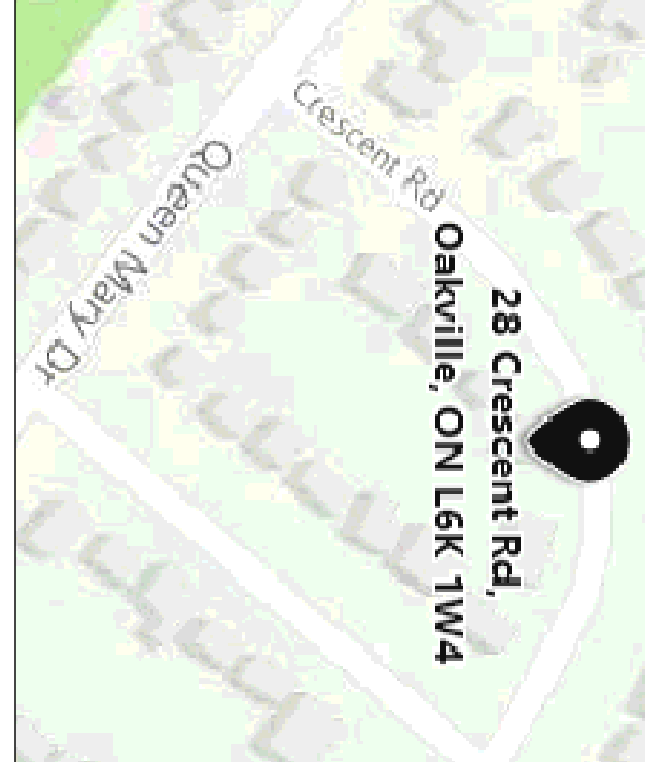 Crescent Rd
Queen Mary Dr
28 Crescent Rd,
Oakville, ON L6K 1W4